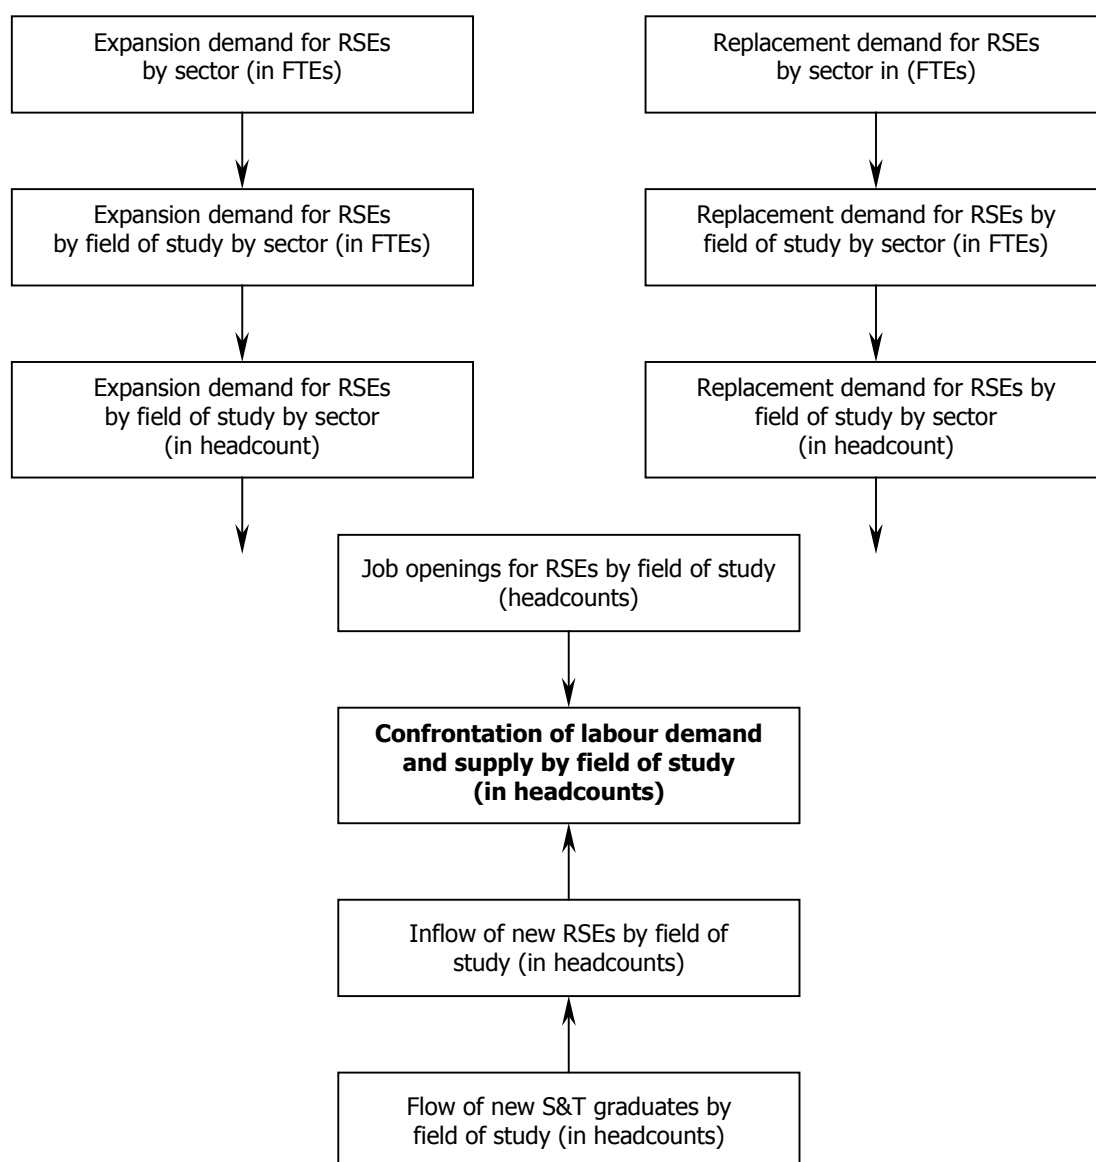 Expansion demand for RSEs
by sector (in FTEs)
Replacement demand for RSEs
by sector in (FTEs)
Expansion demand for RSEs
by field of study by sector (in FTEs)
Replacement demand for RSEs by
field of study by sector (in FTEs)
Expansion demand for RSEs
by field of study by sector
(in headcount)
Replacement demand for RSEs by
field of study by sector
(in headcount)
Job openings for RSEs by field of study
(headcounts)
Confrontation of labour demand
and supply by field of study
(in headcounts)
Inflow of new RSEs by field of
study (in headcounts)
Flow of new S&T graduates by
field of study (in headcounts)